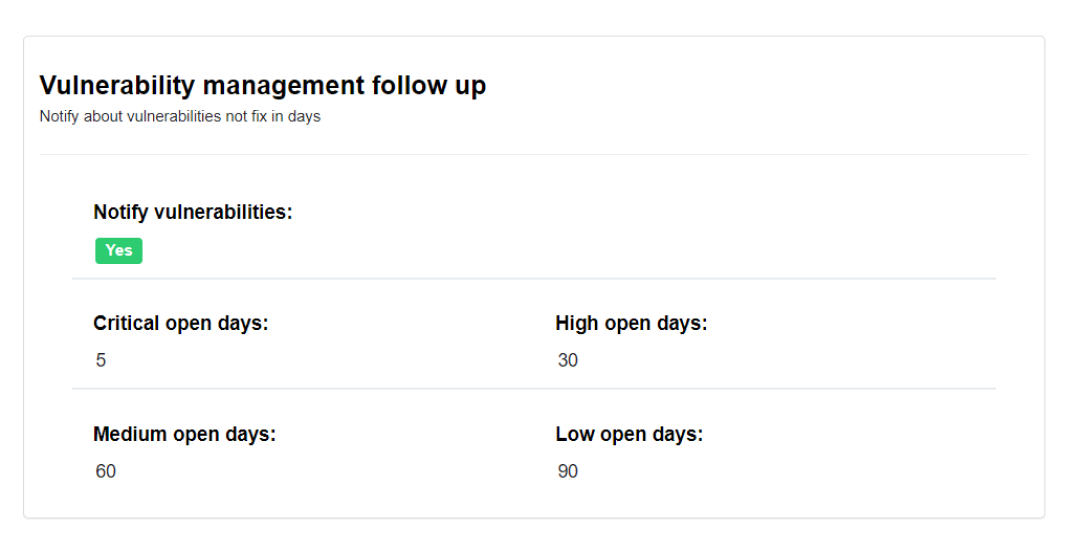 Vulnerability management follow up
Notify about vulnerabilities not fix in days
Notify vulnerabilities:
Yes
Critical open days:
High open days:
5
30
Medium open days:
Low open days:
60
90